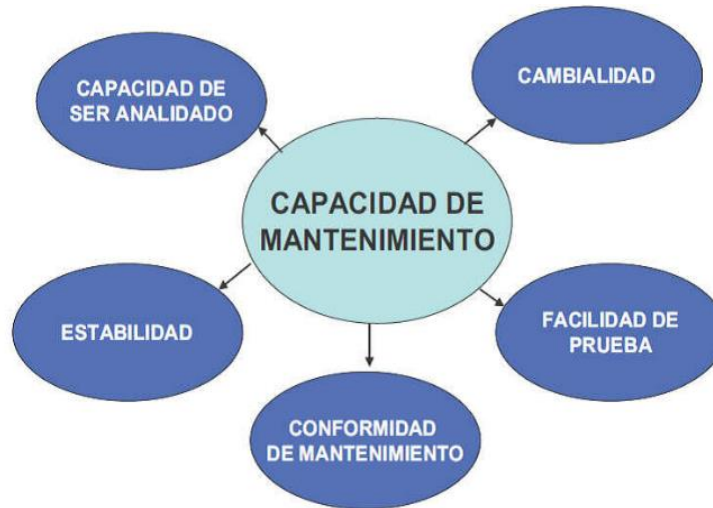 CAPACIDAD DE
SER ANALIDADO
CAMBIALIDAD
CAPACIDAD DE
MANTENIMIENTO
ESTABILIDAD
FACILIDAD DE
PRUEBA
CONFORMIDAD
DE MANTENIMIENTO